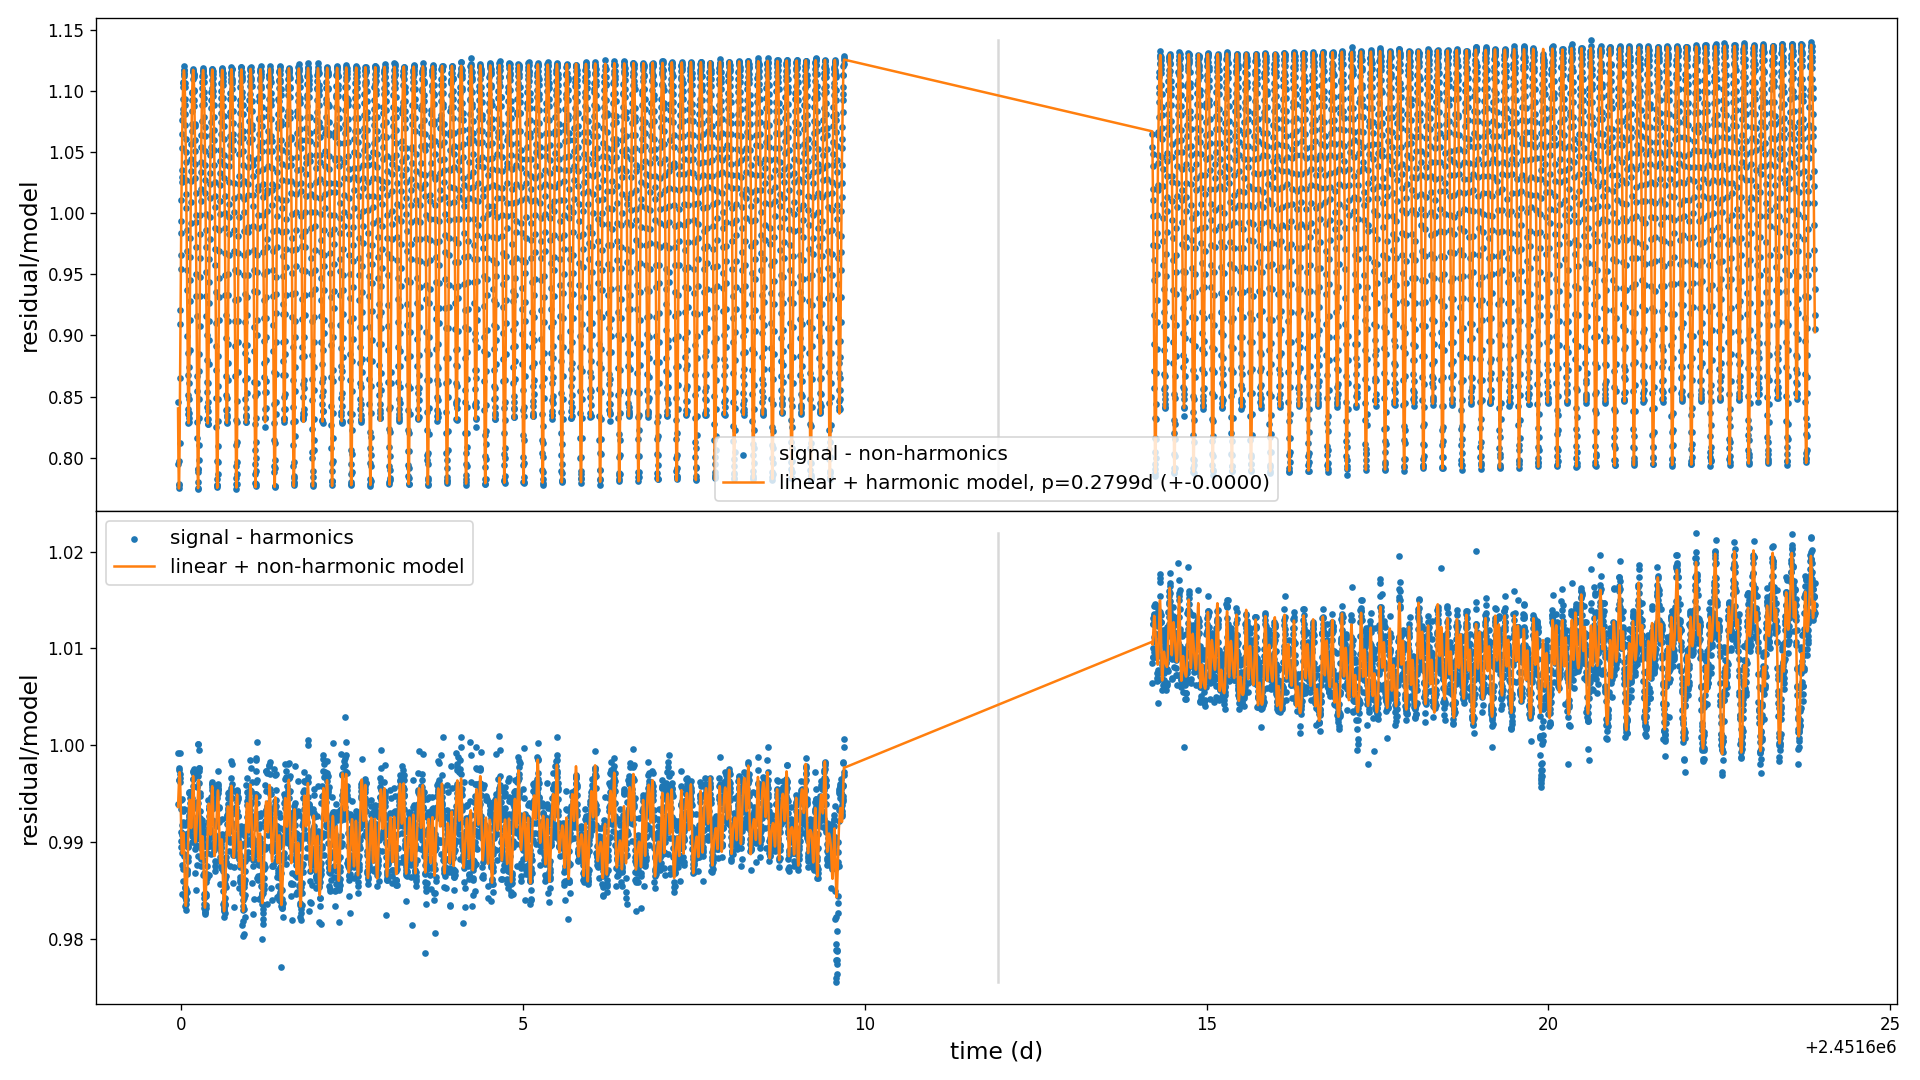 1.15
1.10
1.05
1.00
0.95
0.90
0.85
0.80
residual/model
signal - non-harmonics
linear + harmonic model, p=0.2799d (+-0.0000)
signal - harmonics
linear + non-harmonic model
1.02
1.01
1.00
0.99
0.98
residual/model
0 5 10 15 20 25
time (d)
+2.4516e6